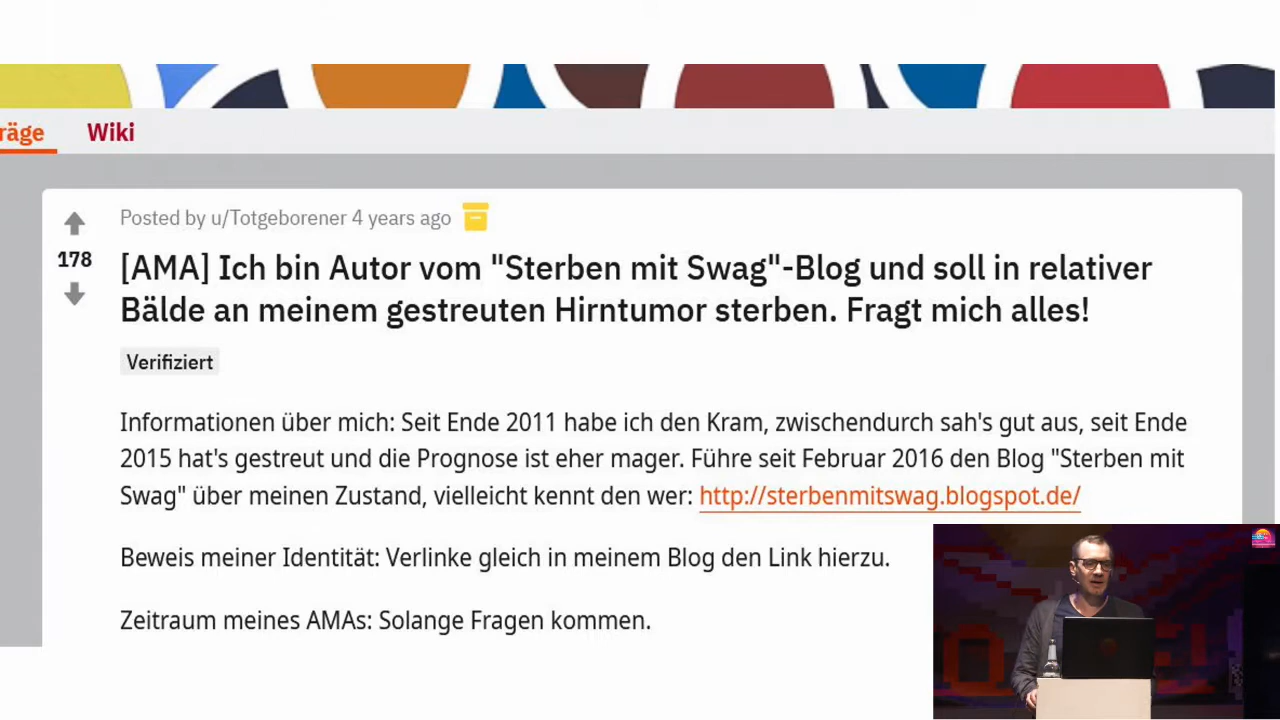 räge Wiki
Posted by u/Totgeborener 4 years ago
178
[AMA] Ich bin Autor vom "Sterben mit Swag"-Blog und soll in relativer
Bälde an meinem gestreuten Hirntumor sterben. Fragt mich alles!
Verifiziert
Informationen über mich: Seit Ende 2011 habe ich den Kram, zwischendurch sah's gut aus, seit Ende
2015 hat's gestreut und die Prognose ist eher mager. Führe seit Februar 2016 den Blog "Sterben mit
Swag" über meinen Zustand, vielleicht kennt den wer: http://sterbenmitswag.blogspot.de/
Beweis meiner Identität: Verlinke gleich in meinem Blog den Link hierzu.
Zeitraum meines AMAs: Solange Fragen kommen.